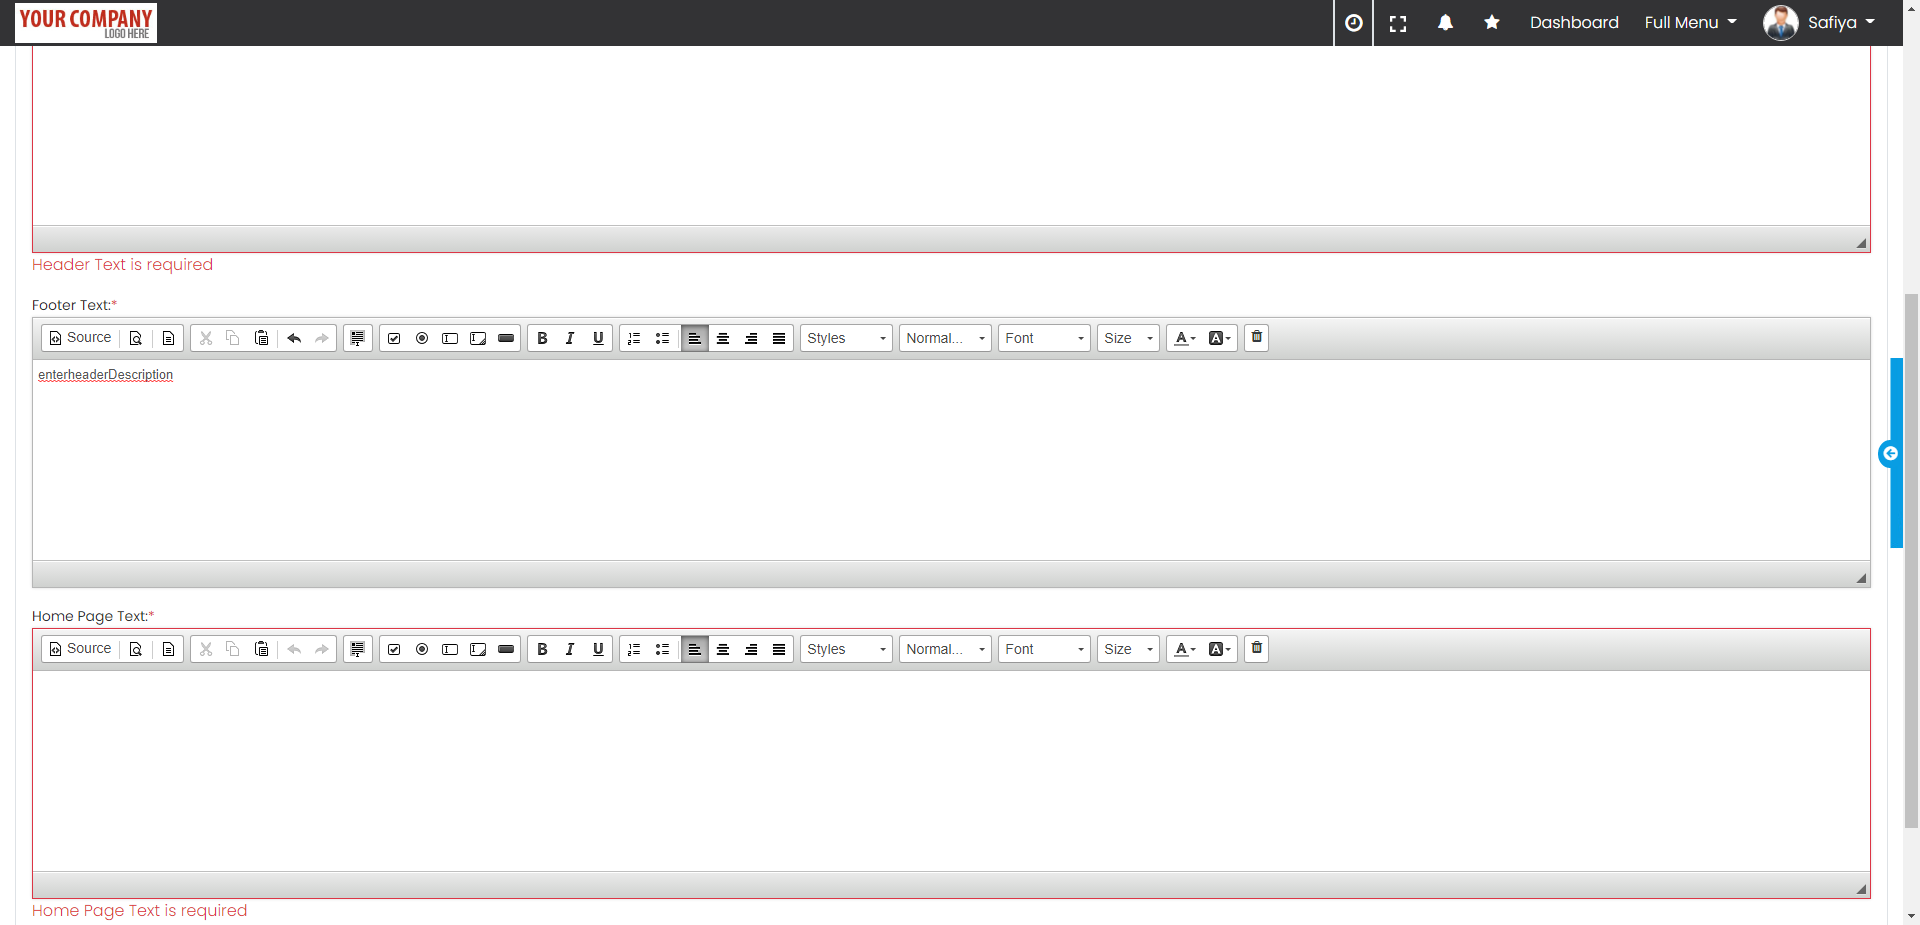 YOUR COMPANY
LOGO HERE
Dashboard Full Menu Safiya
Header Text is required
Footer Text:*
Source B I U Styles Normal... Font Size A A
enterheaderDescription
Home Page Text:*
Source B I U Styles Normal... Font Size A A
Home Page Text is required